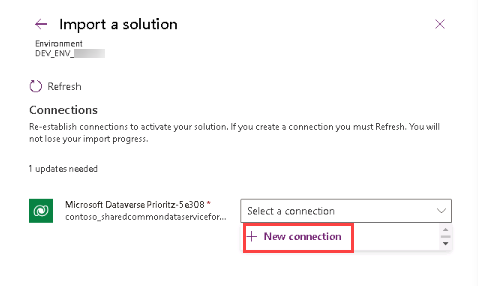 Import a solution
Environment
DEV_ENV_
Refresh
Connections
Re-establish connections to activate your solution. If you create a connection you must Refresh. You will
not lose your import progress.
1 updates needed
Microsoft Dataverse Prioritz-5e308 *
contoso_sharedcommondataservicefor...
Select a connection
+ New connection